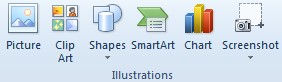 Picture
Clip Art
Shapes
SmartArt
Chart
Screenshot
Illustrations